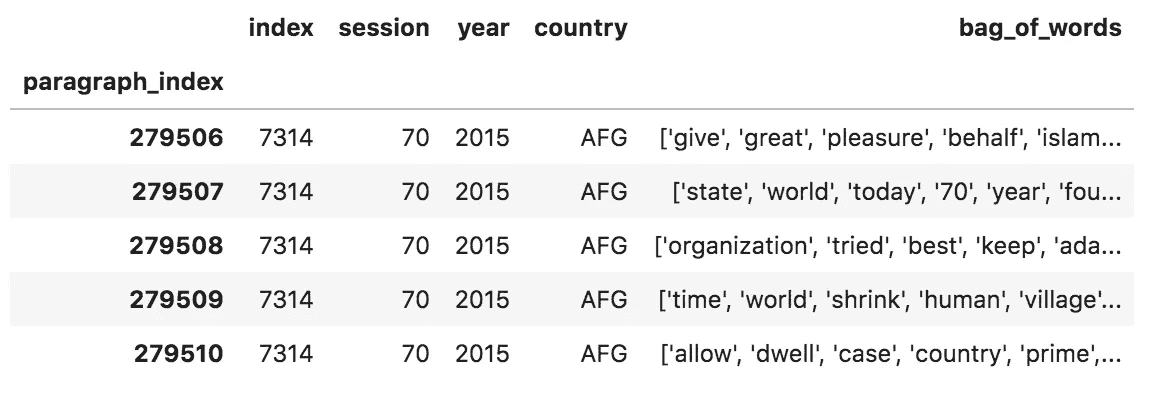 index session year country bag_of_words
paragraph_index
279506 7314 70 2015 AFG ['give', 'great', 'pleasure', 'behalf', 'islam...
279507 7314 70 2015 AFG ['state', 'world', 'today', '70', 'year', 'fou...
279508 7314 70 2015 AFG ['organization', 'tried', 'best', 'keep', 'ada...
279509 7314 70 2015 AFG ['time', 'world', 'shrink', 'human', 'village'...
279510 7314 70 2015 AFG ['allow', 'dwell', 'case', 'country', 'prime',...